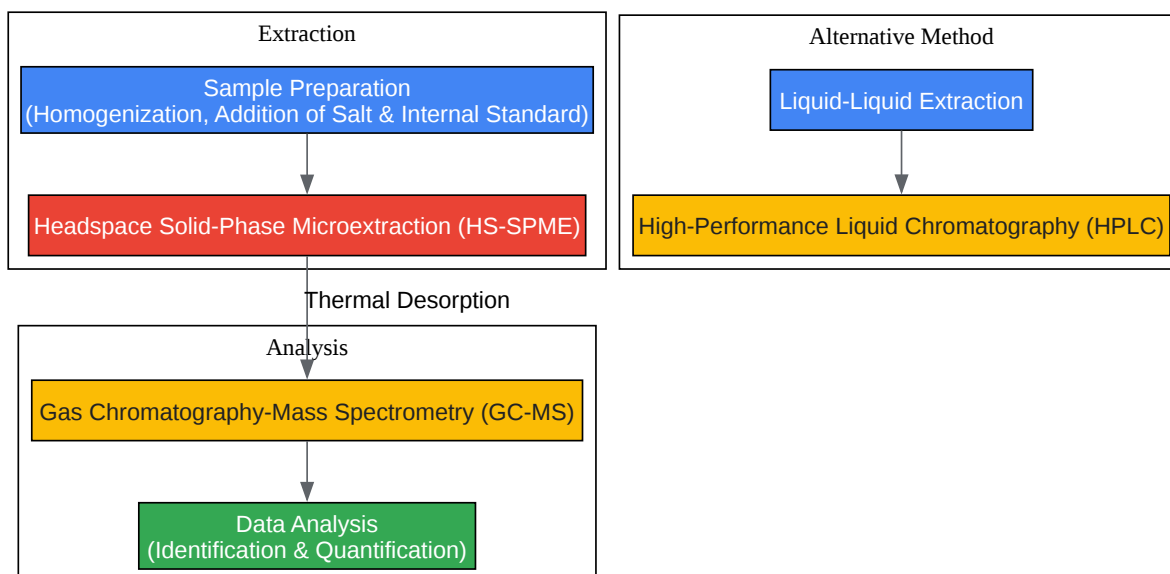 Extraction
Sample Preparation
(Homogenization, Addition of Salt & Internal Standard)
Headspace Solid-Phase Microextraction (HS-SPME)
Thermal Desorption
Analysis
Gas Chromatography-Mass Spectrometry (GC-MS)
Data Analysis
(Identification & Quantification)
Alternative Method
Liquid-Liquid Extraction
High-Performance Liquid Chromatography (HPLC)